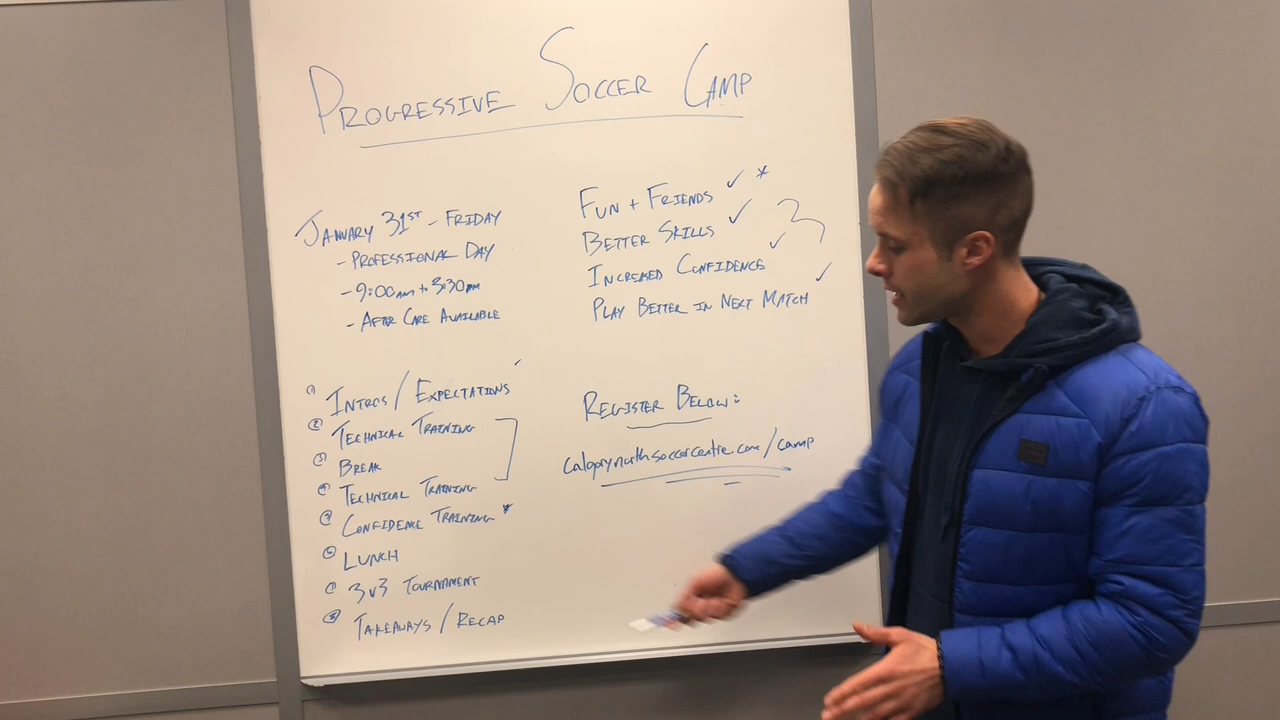 PROGRESSIVE SOCCER CAMP
JANUARY 31ST - FRIDAY
- PROFESSIONAL DAY
- 9:00am to 3:30pm
- AFTER CARE AVAILABLE
① INTROS / EXPECTATIONS
② TECHNICAL TRAINING
③ BREAK
④ TECHNICAL TRAINING
⑤ CONFIDENCE TRAINING *
⑥ LUNCH
⑦ 3v3 TOURNAMENT
⑧ TAKEAWAYS / RECAP
FUN + FRIENDS ✓ *
BETTER SKILLS ✓
INCREASED CONFIDENCE ✓
PLAY BETTER IN NEXT MATCH ✓
REGISTER BELOW:
calgarynorthsoccercentre.com/camp